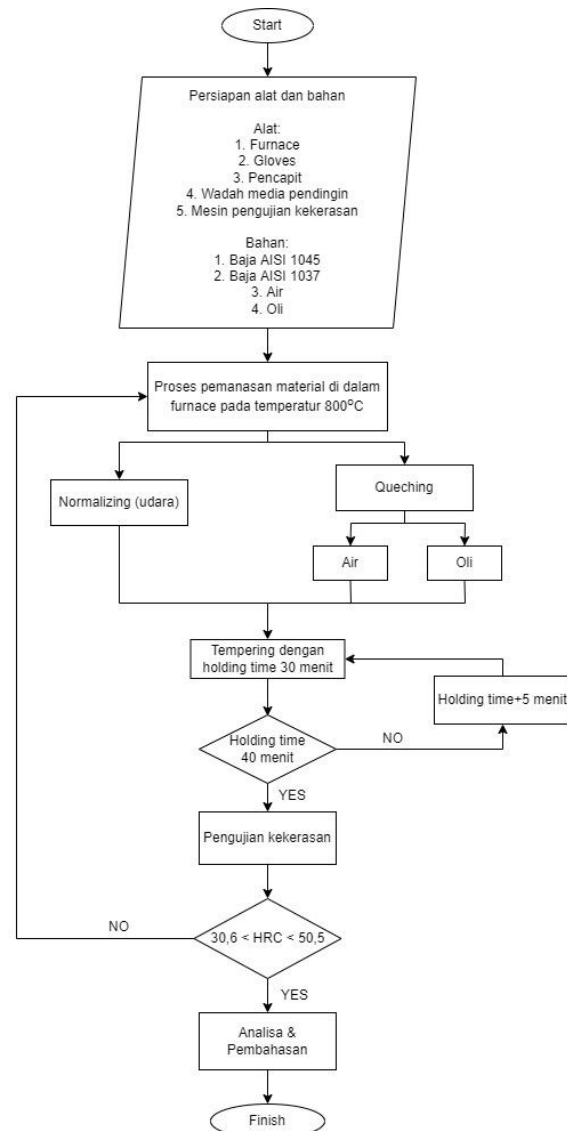 Start
Persiapan alat dan bahan
Alat:
1. Furnace
2. Gloves
3. Pencapit
4. Wadah media pendingin
5. Mesin pengujian kekerasan
Bahan:
1. Baja AISI 1045
2. Baja AISI 1037
3. Air
4. Oli
Proses pemanasan material di dalam
furnace pada temperatur 800°C
Normalizing (udara)
Queching
Air
Oli
Tempering dengan
holding time 30 menit
Holding time+5 menit
Holding time
40 menit
NO
YES
Pengujian kekerasan
NO
30,6 < HRC < 50,5
YES
Analisa &
Pembahasan
Finish